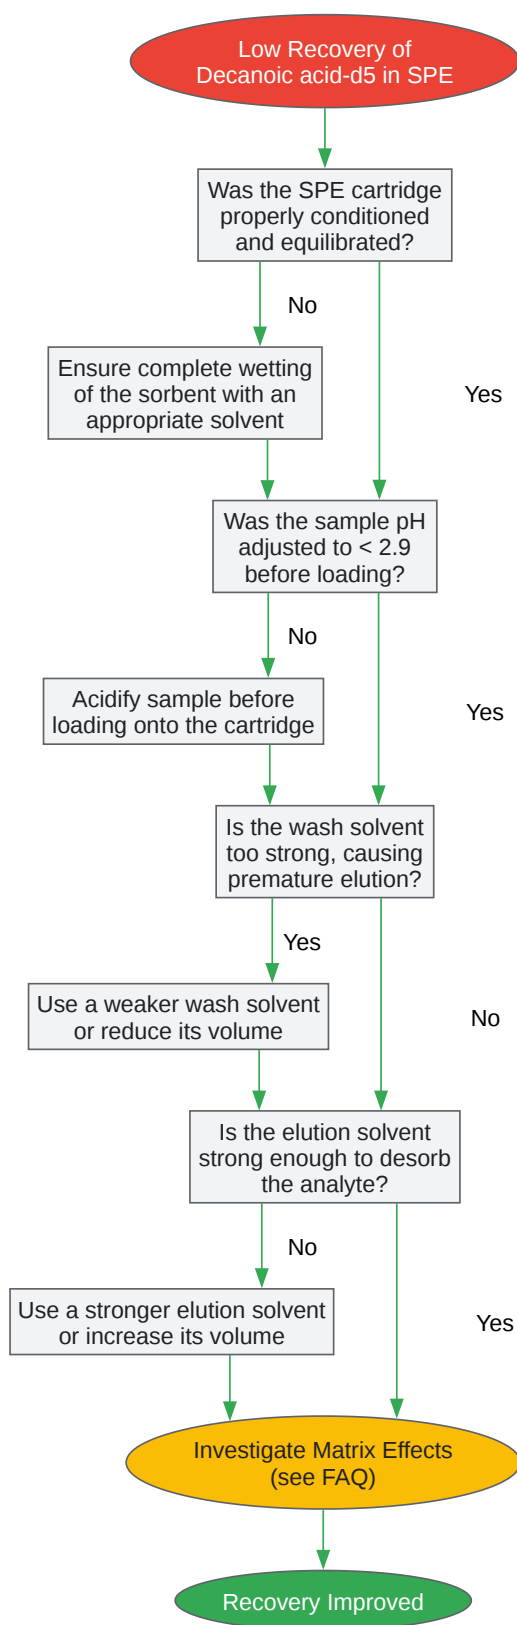 Low Recovery of
Decanoic acid-d5 in SPE
Was the SPE cartridge
properly conditioned
and equilibrated?
No
Ensure complete wetting
of the sorbent with an
appropriate solvent
Yes
Was the sample pH
adjusted to < 2.9
before loading?
No
Acidify sample before
loading onto the cartridge
Yes
Is the wash solvent
too strong, causing
premature elution?
Yes
Use a weaker wash solvent
or reduce its volume
No
Is the elution solvent
strong enough to desorb
the analyte?
No
Use a stronger elution solvent
or increase its volume
Yes
Investigate Matrix Effects
(see FAQ)
Recovery Improved